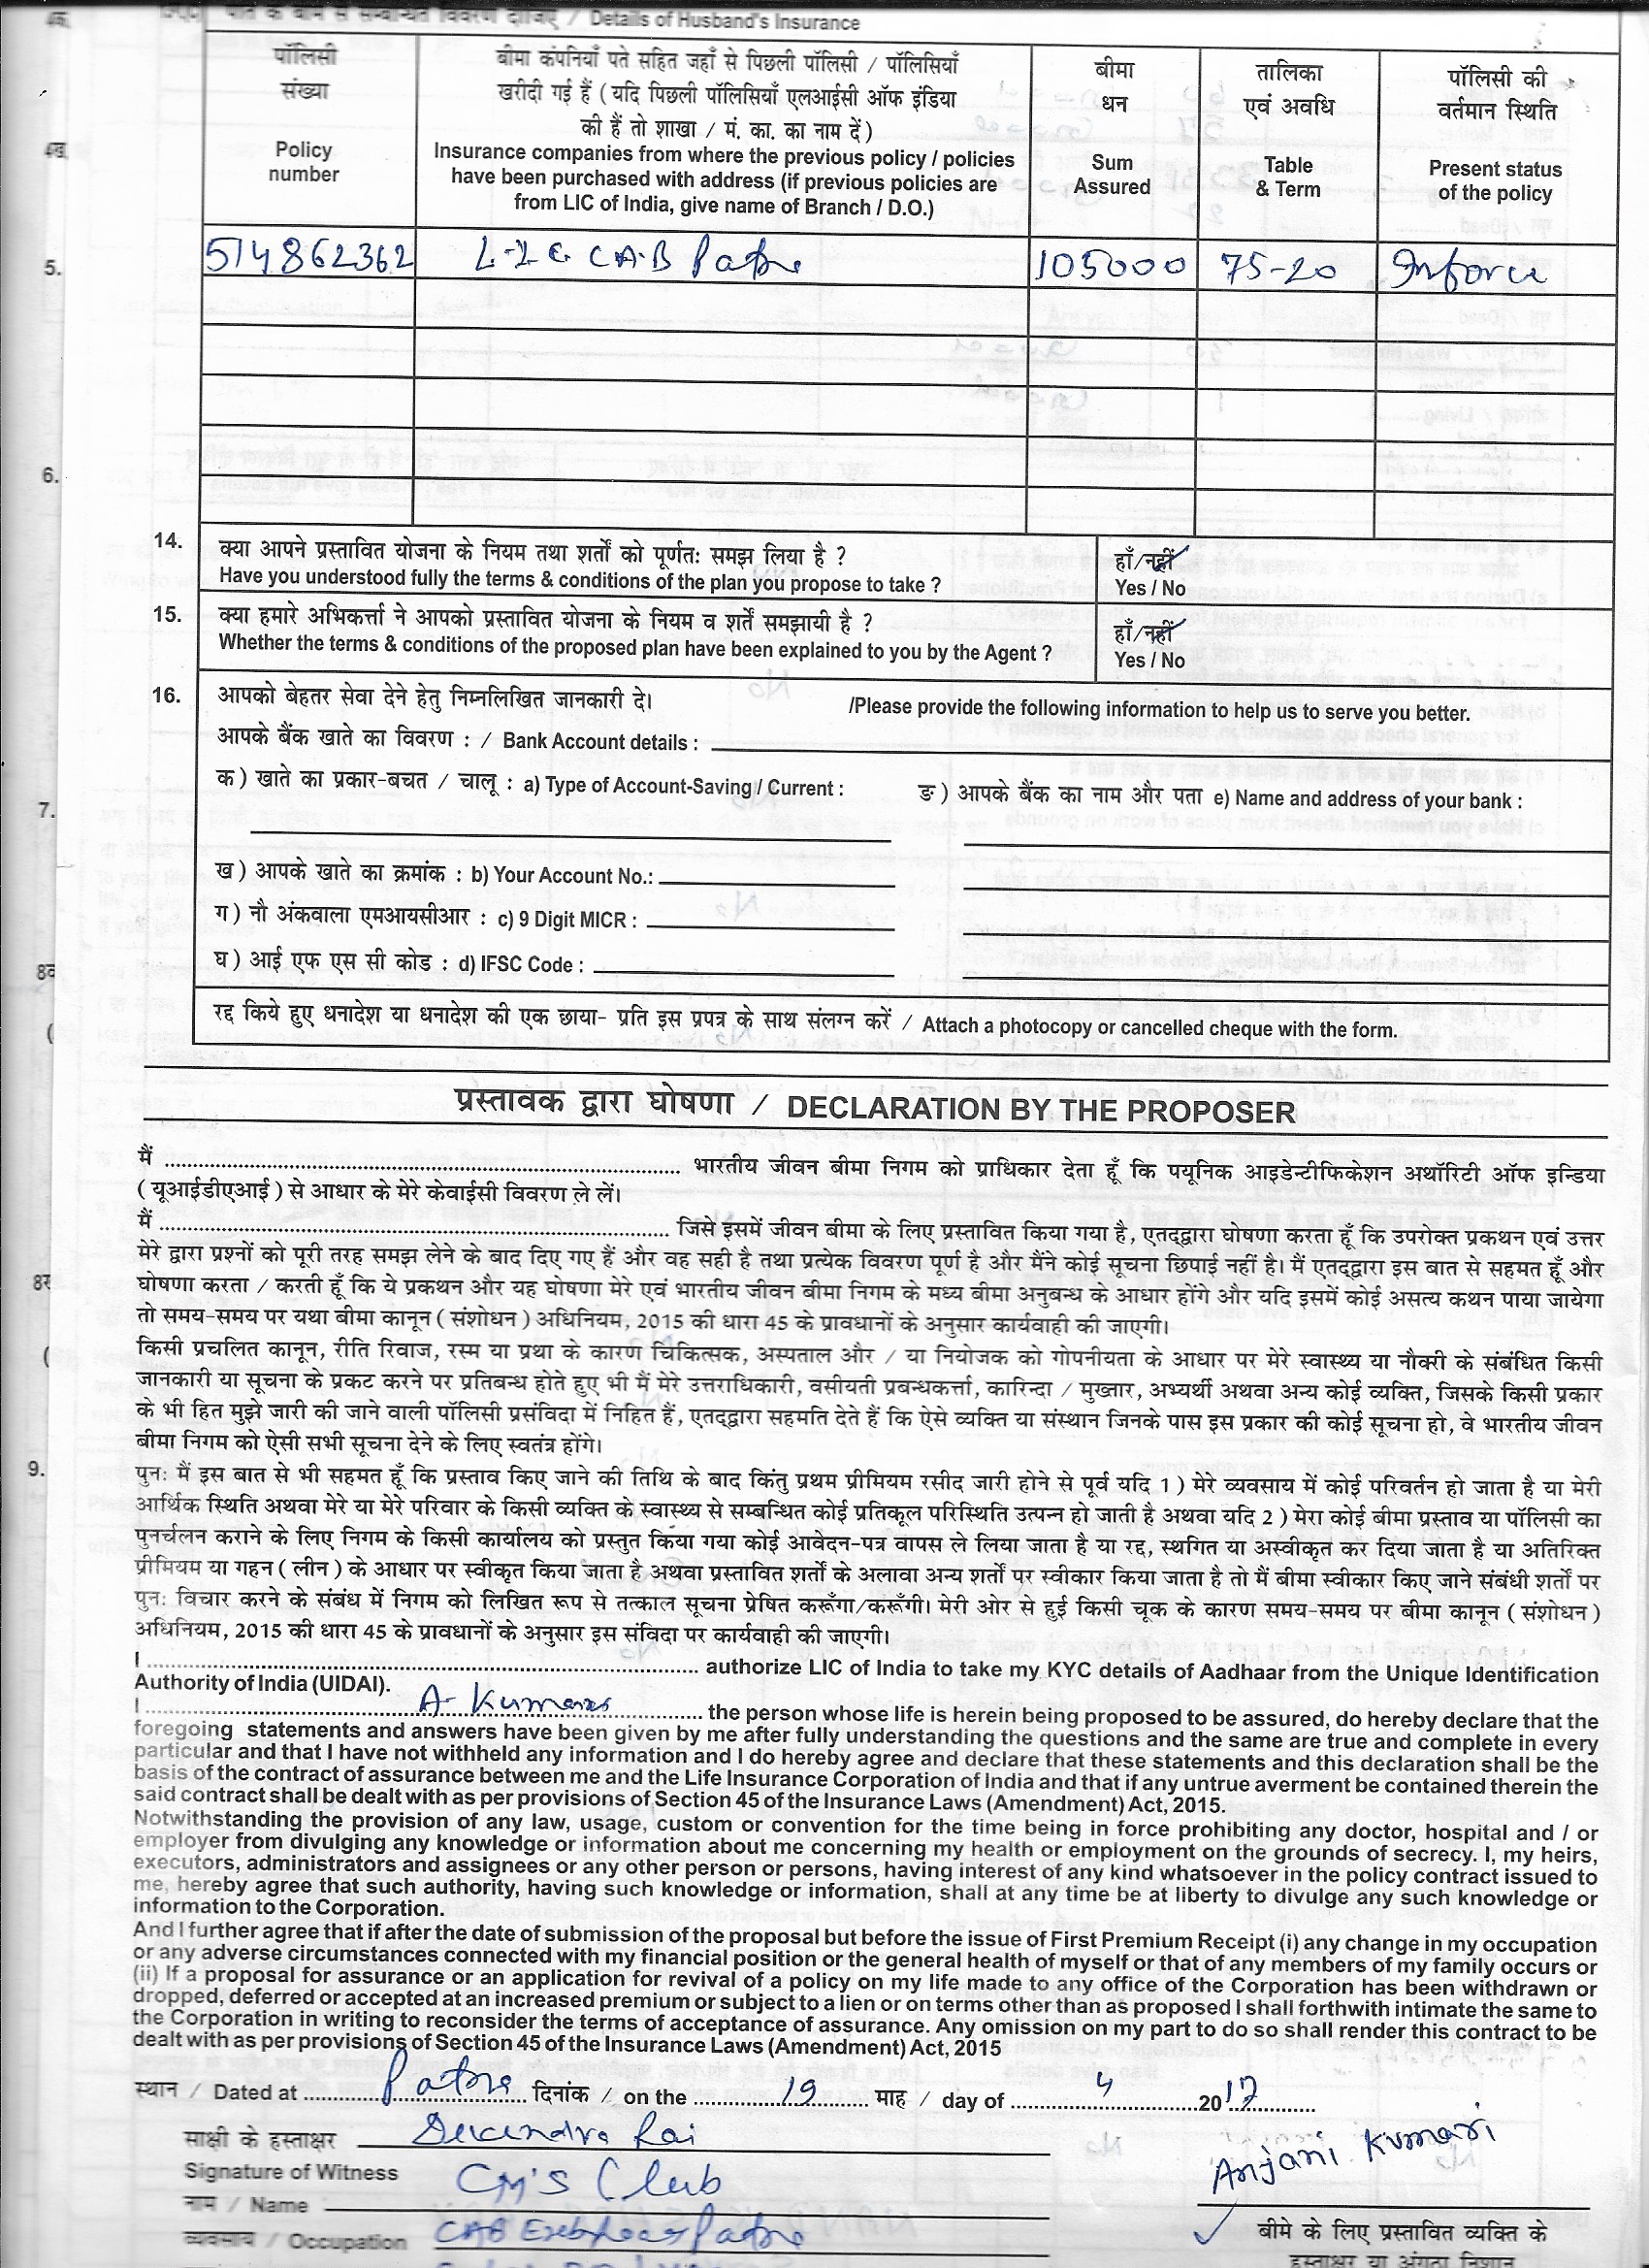 पति के बीमे से सम्बन्धित विवरण दीजिए / Details of Husband's Insurance
पॉलिसी संख्या Policy number
बीमा कंपनियाँ पते सहित जहाँ से पिछली पॉलिसी / पॉलिसियाँ
खरीदी गई हैं ( यदि पिछली पॉलिसियाँ एलआईसी ऑफ इंडिया
की हैं तो शाखा / मं. का. का नाम दें )
Insurance companies from where the previous policy / policies
have been purchased with address (if previous policies are
from LIC of India, give name of Branch / D.O.)
बीमा धन Sum Assured
तालिका एवं अवधि Table & Term
पॉलिसी की वर्तमान स्थिति Present status of the policy
4ख
5.
514862362 L-I.C C.A.B 105000 75-20 Inforce
6.
14. क्या आपने प्रस्तावित योजना के नियम तथा शर्तों को पूर्णतः समझ लिया है ? हाँ/नहीं
Have you understood fully the terms & conditions of the plan you propose to take ? Yes / No
15. क्या हमारे अभिकर्त्ता ने आपको प्रस्तावित योजना के नियम व शर्तें समझायी है ? हाँ/नहीं
Whether the terms & conditions of the proposed plan have been explained to you by the Agent ? Yes / No
16. आपको बेहतर सेवा देने हेतु निम्नलिखित जानकारी दे। /Please provide the following information to help us to serve you better.
आपके बैंक खाते का विवरण : / Bank Account details :
क ) खाते का प्रकार-बचत / चालू : a) Type of Account-Saving / Current : ङ ) आपके बैंक का नाम और पता e) Name and address of your bank :
7.
ख ) आपके खाते का क्रमांक : b) Your Account No.:
ग ) नौ अंकवाला एमआयसीआर : c) 9 Digit MICR :
घ ) आई एफ एस सी कोड : d) IFSC Code :
रद्द किये हुए धनादेश या धनादेश की एक छाया- प्रति इस प्रपत्र के साथ संलग्न करें / Attach a photocopy or cancelled cheque with the form.
प्रस्तावक द्वारा घोषणा / DECLARATION BY THE PROPOSER
मैं ........ भारतीय जीवन बीमा निगम को प्राधिकार देता हूँ कि पयूनिक आइडेन्टीफिकेशन अथॉरिटी ऑफ इन्डिया
( यूआईडीएआई ) से आधार के मेरे केवाईसी विवरण ले लें।
मैं ........ जिसे इसमें जीवन बीमा के लिए प्रस्तावित किया गया है, एतद्द्वारा घोषणा करता हूँ कि उपरोक्त प्रकथन एवं उत्तर
मेरे द्वारा प्रश्नों को पूरी तरह समझ लेने के बाद दिए गए हैं और वह सही है तथा प्रत्येक विवरण पूर्ण है और मैंने कोई सूचना छिपाई नहीं है। मैं एतद्द्वारा इस बात से सहमत हूँ और
घोषणा करता / करती हूँ कि ये प्रकथन और यह घोषणा मेरे एवं भारतीय जीवन बीमा निगम के मध्य बीमा अनुबन्ध के आधार होंगे और यदि इसमें कोई असत्य कथन पाया जायेगा
तो समय-समय पर यथा बीमा कानून ( संशोधन ) अधिनियम, 2015 की धारा 45 के प्रावधानों के अनुसार कार्यवाही की जाएगी।
किसी प्रचलित कानून, रीति रिवाज, रस्म या प्रथा के कारण चिकित्सक, अस्पताल और / या नियोजक को गोपनीयता के आधार पर मेरे स्वास्थ्य या नौक्री के संबंधित किसी
जानकारी या सूचना के प्रकट करने पर प्रतिबन्ध होते हुए भी मैं मेरे उत्तराधिकारी, वसीयती प्रबन्धकर्त्ता, कारिन्दा / मुख्तार, अभ्यर्थी अथवा अन्य कोई व्यक्ति, जिसके किसी प्रकार
के भी हित मुझे जारी की जाने वाली पॉलिसी प्रसंविदा में निहित हैं, एतद्द्वारा सहमति देते हैं कि ऐसे व्यक्ति या संस्थान जिनके पास इस प्रकार की कोई सूचना हो, वे भारतीय जीवन
बीमा निगम को ऐसी सभी सूचना देने के लिए स्वतंत्र होंगे।
9.
पुनः मैं इस बात से भी सहमत हूँ कि प्रस्ताव किए जाने की तिथि के बाद किंतु प्रथम प्रीमियम रसीद जारी होने से पूर्व यदि 1 ) मेरे व्यवसाय में कोई परिवर्तन हो जाता है या मेरी
आर्थिक स्थिति अथवा मेरे या मेरे परिवार के किसी व्यक्ति के स्वास्थ्य से सम्बन्धित कोई प्रतिकूल परिस्थिति उत्पन्न हो जाती है अथवा यदि 2 ) मेरा कोई बीमा प्रस्ताव या पॉलिसी का
पुनर्चलन कराने के लिए निगम के किसी कार्यालय को प्रस्तुत किया गया कोई आवेदन-पत्र वापस ले लिया जाता है या रद्द, स्थगित या अस्वीकृत कर दिया जाता है या अतिरिक्त
प्रीमियम या गहन ( लीन ) के आधार पर स्वीकृत किया जाता है अथवा प्रस्तावित शर्तों के अलावा अन्य शर्तों पर स्वीकार किया जाता है तो मैं बीमा स्वीकार किए जाने संबंधी शर्तों पर
पुनः विचार करने के संबंध में निगम को लिखित रूप से तत्काल सूचना प्रेषित करूँगा/करूँगी। मेरी ओर से हुई किसी चूक के कारण समय-समय पर बीमा कानून ( संशोधन )
अधिनियम, 2015 की धारा 45 के प्रावधानों के अनुसार इस संविदा पर कार्यवाही की जाएगी।
I ........ authorize LIC of India to take my KYC details of Aadhaar from the Unique Identification
Authority of India (UIDAI).
I ........ A- Kumari ........ the person whose life is herein being proposed to be assured, do hereby declare that the
foregoing statements and answers have been given by me after fully understanding the questions and the same are true and complete in every
particular and that I have not withheld any information and I do hereby agree and declare that these statements and this declaration shall be the
basis of the contract of assurance between me and the Life Insurance Corporation of India and that if any untrue averment be contained therein the
said contract shall be dealt with as per provisions of Section 45 of the Insurance Laws (Amendment) Act, 2015.
Notwithstanding the provision of any law, usage, custom or convention for the time being in force prohibiting any doctor, hospital and / or
employer from divulging any knowledge or information about me concerning my health or employment on the grounds of secrecy. I, my heirs,
executors, administrators and assignees or any other person or persons, having interest of any kind whatsoever in the policy contract issued to
me, hereby agree that such authority, having such knowledge or information, shall at any time be at liberty to divulge any such knowledge or
information to the Corporation.
And I further agree that if after the date of submission of the proposal but before the issue of First Premium Receipt (i) any change in my occupation
or any adverse circumstances connected with my financial position or the general health of myself or that of any members of my family occurs or
(ii) If a proposal for assurance or an application for revival of a policy on my life made to any office of the Corporation has been withdrawn or
dropped, deferred or accepted at an increased premium or subject to a lien or on terms other than as proposed I shall forthwith intimate the same to
the Corporation in writing to reconsider the terms of acceptance of assurance. Any omission on my part to do so shall render this contract to be
dealt with as per provisions of Section 45 of the Insurance Laws (Amendment) Act, 2015
स्थान / Dated at ........ Patna दिनांक / on the ........ 19 ........ माह / day of ........ 4 ........ 2017
साक्षी के हस्ताक्षर Rai
Signature of Witness CM'S Club
Anjani Kumari
नाम / Name
व्यवसाय / Occupation CAB Patna
बीमे के लिए प्रस्तावित व्यक्ति के
हस्ताक्षर या अंगूठा निशान